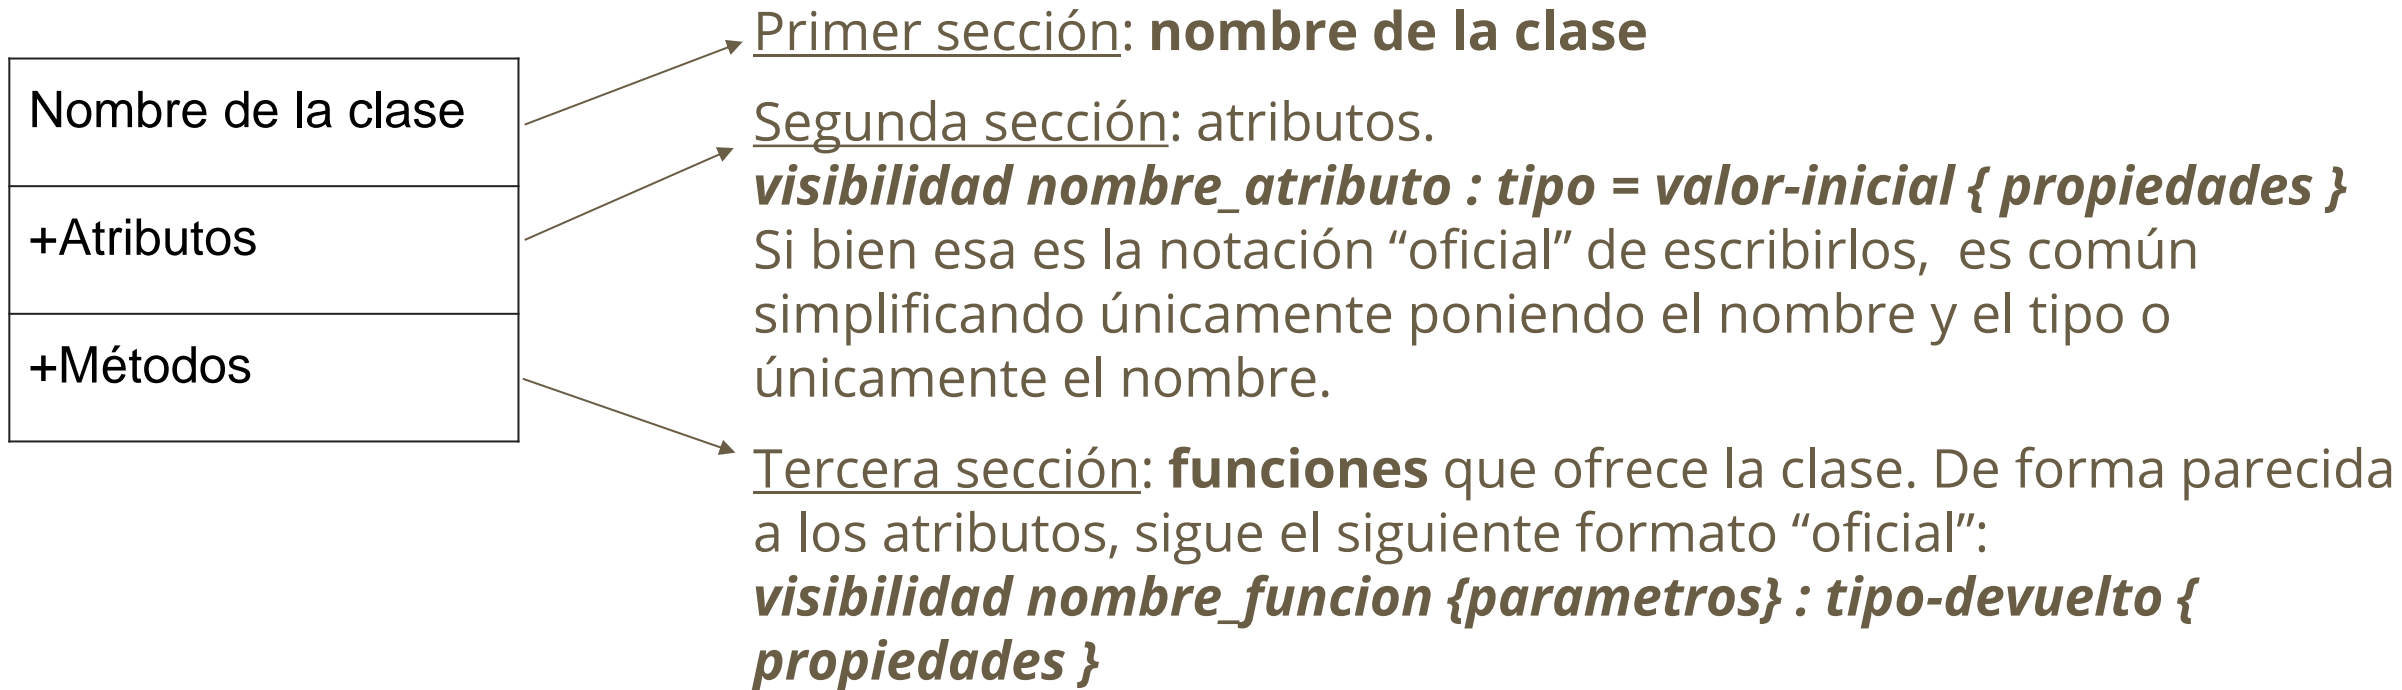 Nombre de la clase
+Atributos
+Métodos
Primer sección: nombre de la clase
Segunda sección: atributos.
visibilidad nombre_atributo : tipo = valor-inicial { propiedades }
Si bien esa es la notación “oficial” de escribirlos,  es común
simplificando únicamente poniendo el nombre y el tipo o
únicamente el nombre.
Tercera sección: funciones que ofrece la clase. De forma parecida
a los atributos, sigue el siguiente formato “oficial”:
visibilidad nombre_funcion {parametros} : tipo-devuelto {
propiedades }